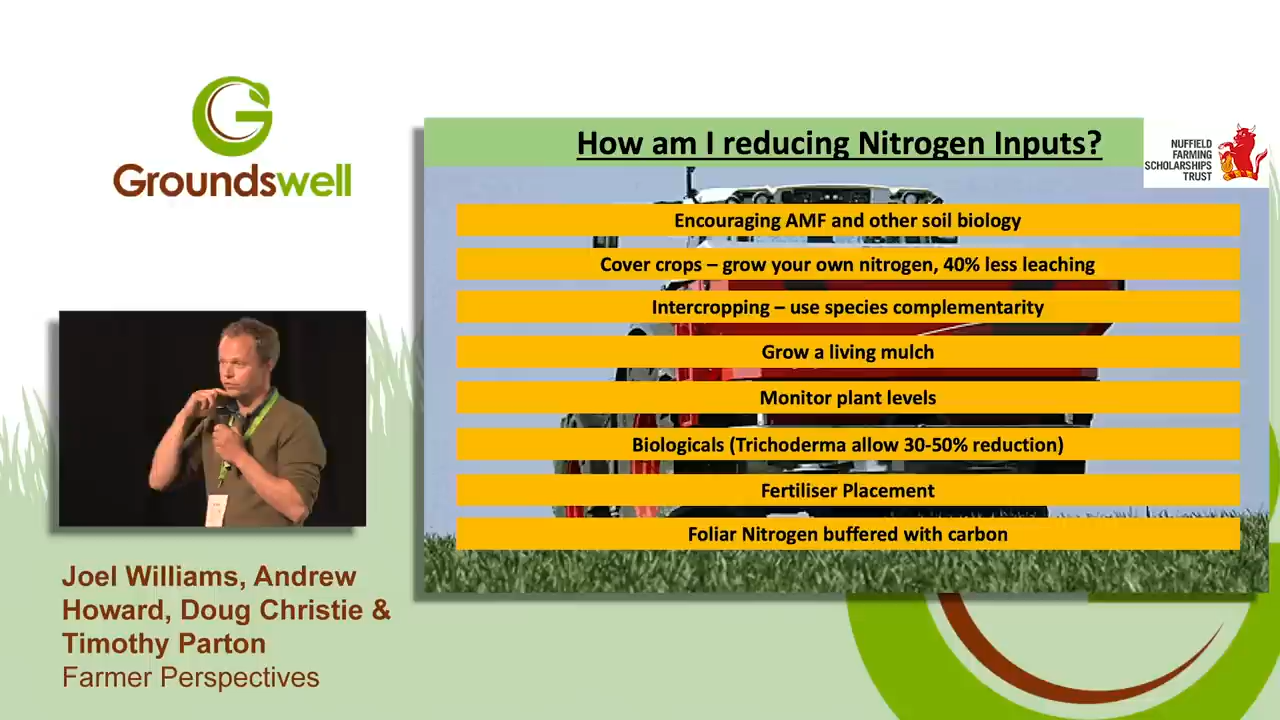 Groundswell
How am I reducing Nitrogen Inputs?
NUFFIELD
FARMING
SCHOLARSHIPS
TRUST
Encouraging AMF and other soil biology
Cover crops – grow your own nitrogen, 40% less leaching
Intercropping – use species complementarity
Grow a living mulch
Monitor plant levels
Biologicals (Trichoderma allow 30-50% reduction)
Fertiliser Placement
Foliar Nitrogen buffered with carbon
Joel Williams, Andrew
Howard, Doug Christie &
Timothy Parton
Farmer Perspectives